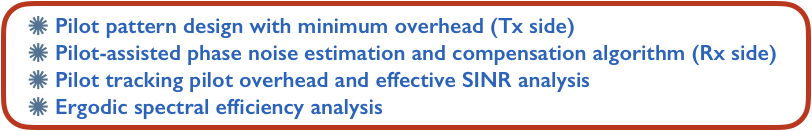 Pilot pattern design with minimum overhead (Tx side)
Pilot-assisted phase noise estimation and compensation algorithm (Rx side)
Pilot tracking pilot overhead and effective SINR analysis
Ergodic spectral efficiency analysis